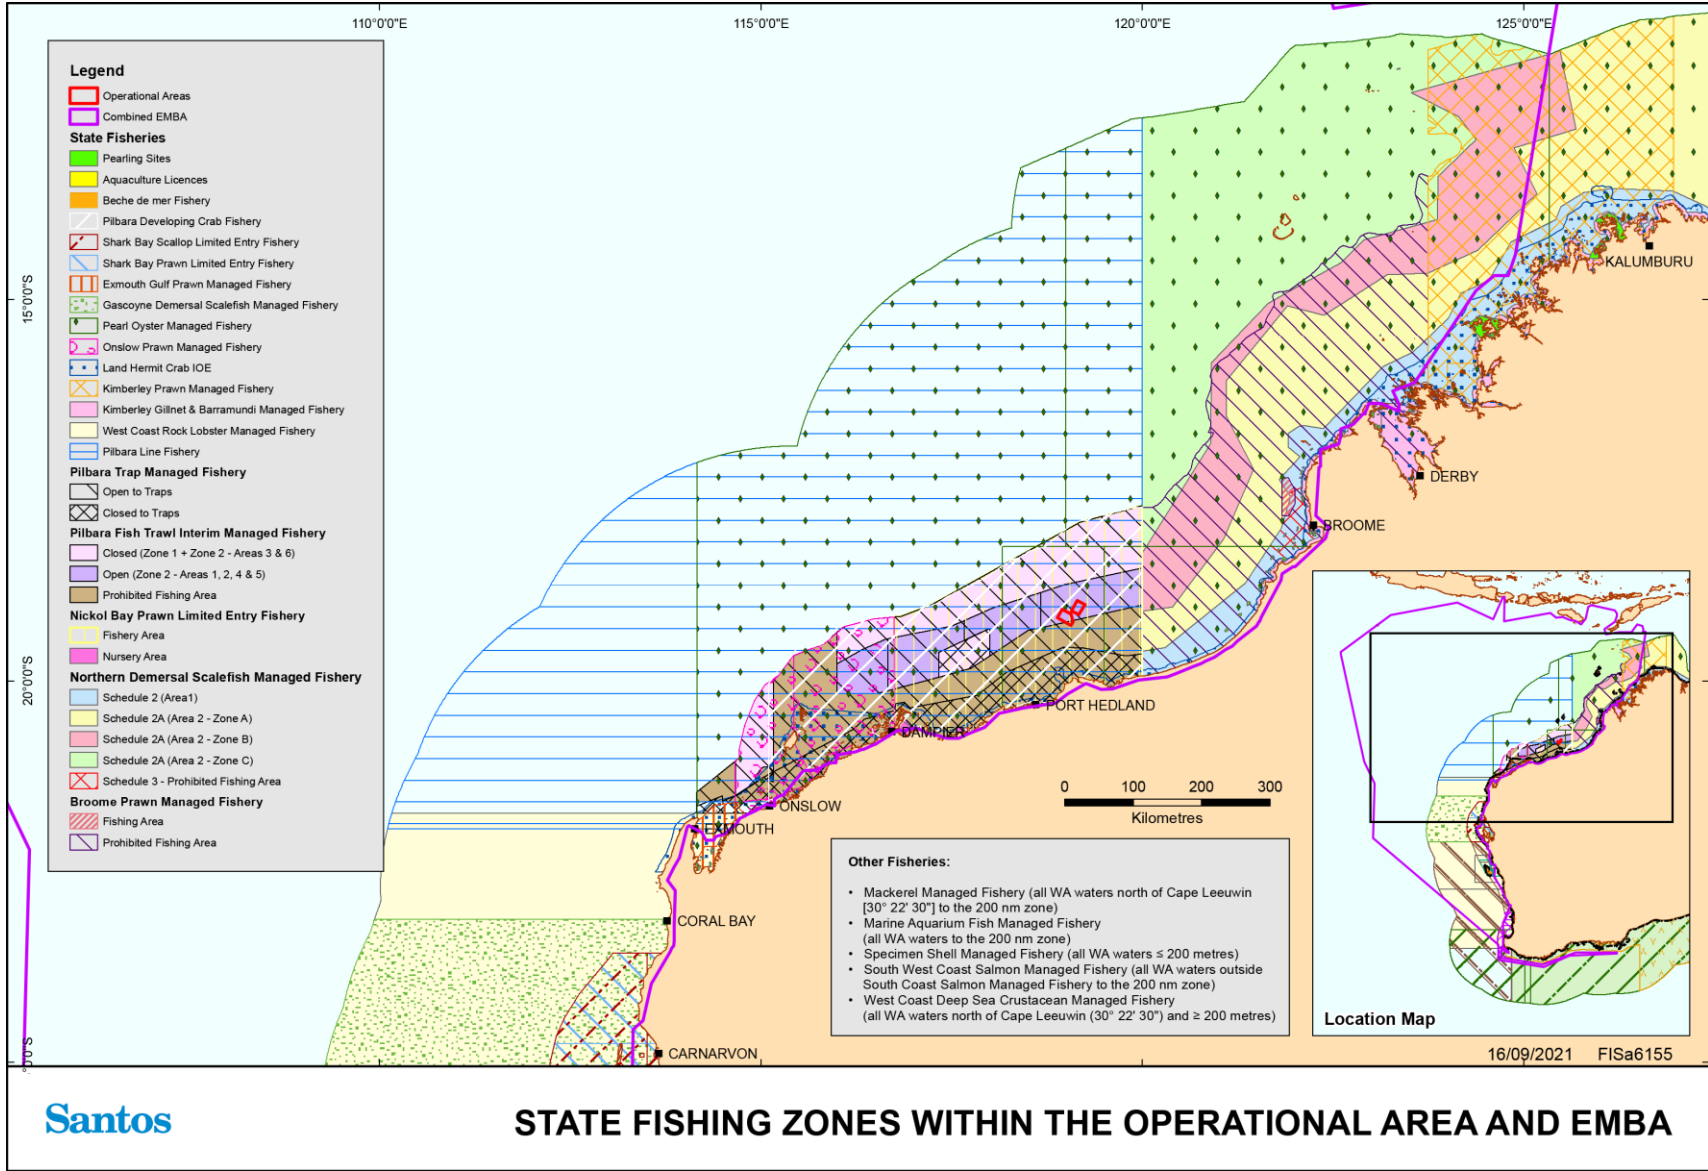 110°0'0"E
115°0'0"E
120°0'0"E
125°0'0"E
15°0'0"S
20°0'0"S
Legend
Operational Areas
Combined EMBA
State Fisheries
Pearling Sites
Aquaculture Licences
Beche de mer Fishery
Pilbara Developing Crab Fishery
Shark Bay Scallop Limited Entry Fishery
Shark Bay Prawn Limited Entry Fishery
Exmouth Gulf Prawn Managed Fishery
Gascoyne Demersal Scalefish Managed Fishery
Pearl Oyster Managed Fishery
Onslow Prawn Managed Fishery
Land Hermit Crab IOE
Kimberley Prawn Managed Fishery
Kimberley Gillnet & Barramundi Managed Fishery
West Coast Rock Lobster Managed Fishery
Pilbara Line Fishery
Pilbara Trap Managed Fishery
Open to Traps
Closed to Traps
Pilbara Fish Trawl Interim Managed Fishery
Closed (Zone 1 + Zone 2 - Areas 3 & 6)
Open (Zone 2 - Areas 1, 2, 4 & 5)
Prohibited Fishing Area
Nickol Bay Prawn Limited Entry Fishery
Fishery Area
Nursery Area
Northern Demersal Scalefish Managed Fishery
Schedule 2 (Area1)
Schedule 2A (Area 2 - Zone A)
Schedule 2A (Area 2 - Zone B)
Schedule 2A (Area 2 - Zone C)
Schedule 3 - Prohibited Fishing Area
Broome Prawn Managed Fishery
Fishing Area
Prohibited Fishing Area
KALUMBURU
DERBY
BROOME
PORT HEDLAND
DAMPIER
ONSLOW
EXMOUTH
CORAL BAY
CARNARVON
0 100 200 300
Kilometres
Other Fisheries:
• Mackerel Managed Fishery (all WA waters north of Cape Leeuwin
[30° 22' 30"] to the 200 nm zone)
• Marine Aquarium Fish Managed Fishery
(all WA waters to the 200 nm zone)
• Specimen Shell Managed Fishery (all WA waters ≤ 200 metres)
• South West Coast Salmon Managed Fishery (all WA waters outside
South Coast Salmon Managed Fishery to the 200 nm zone)
• West Coast Deep Sea Crustacean Managed Fishery
(all WA waters north of Cape Leeuwin (30° 22' 30") and ≥ 200 metres)
Location Map
16/09/2021 FISa6155
Santos
STATE FISHING ZONES WITHIN THE OPERATIONAL AREA AND EMBA